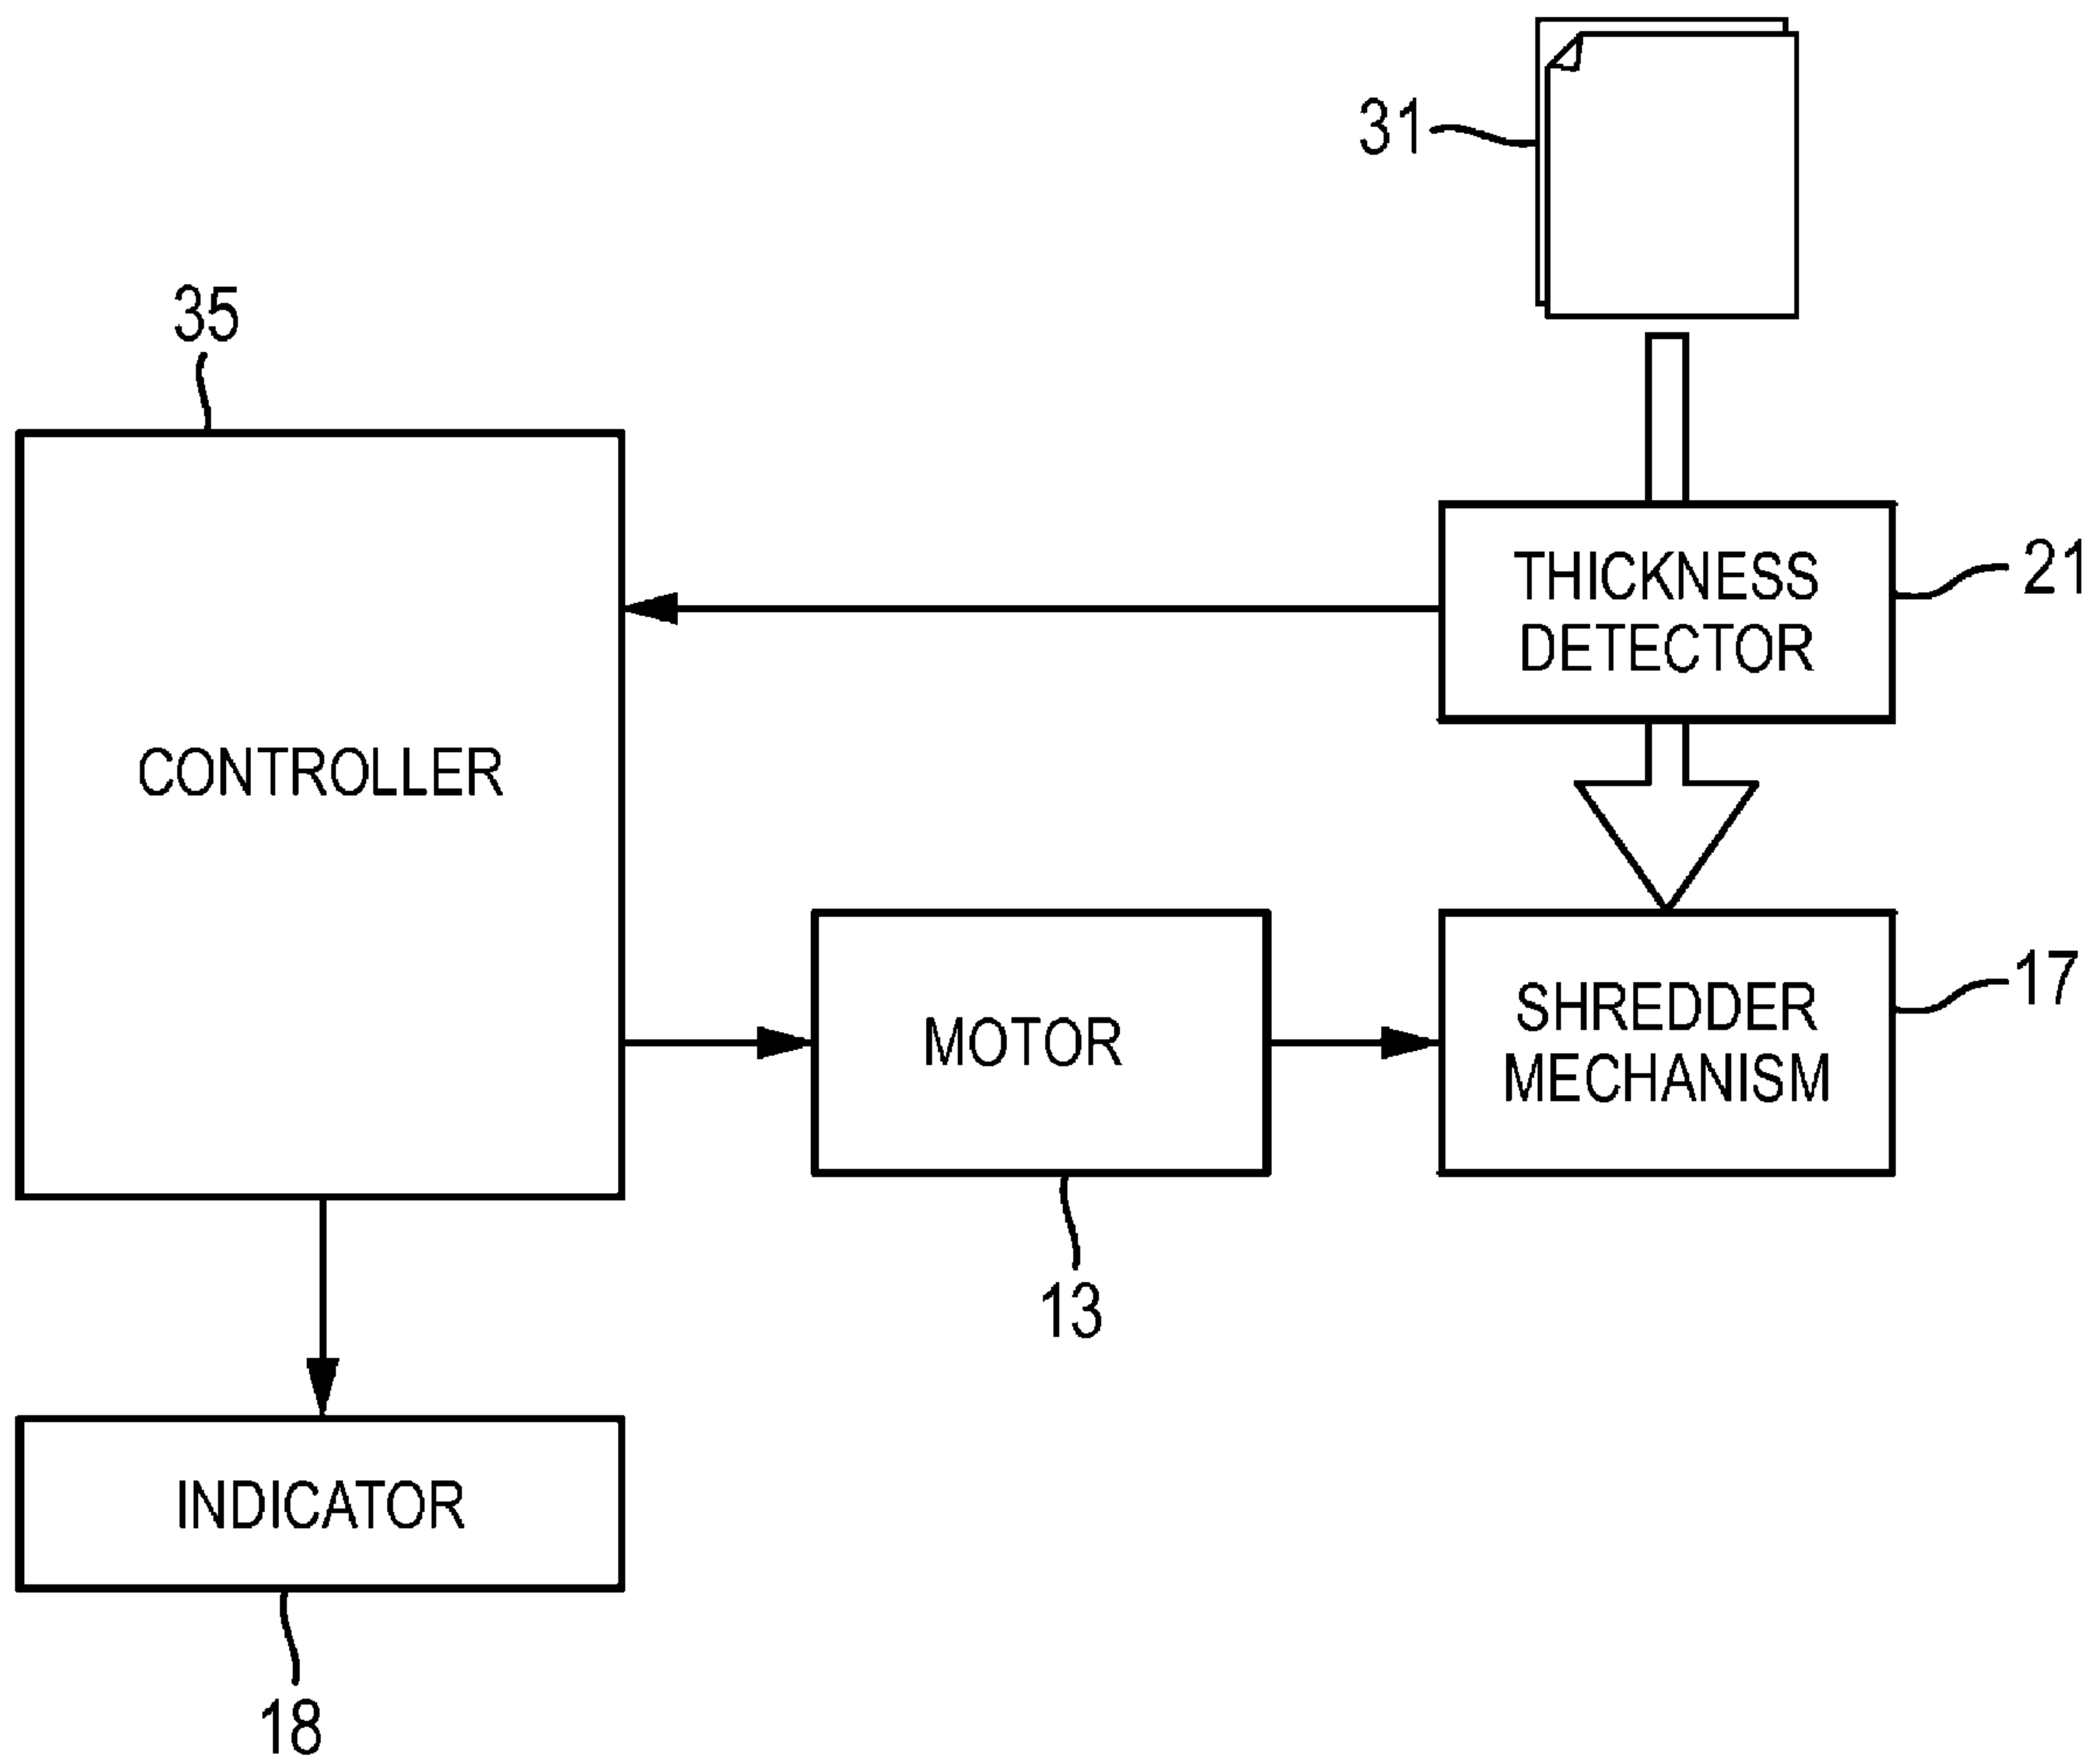 31
35
THICKNESS
DETECTOR
21
CONTROLLER
MOTOR
SHREDDER
MECHANISM
17
13
INDICATOR
18